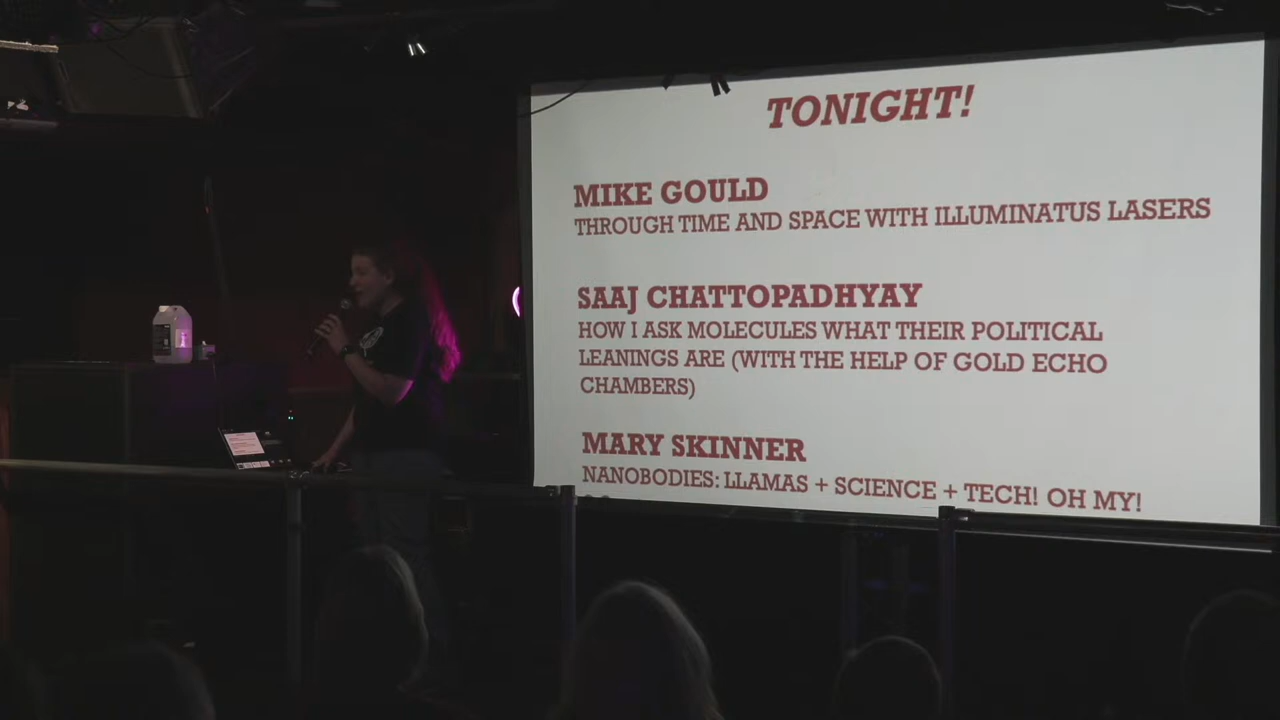 TONIGHT!
MIKE GOULD
THROUGH TIME AND SPACE WITH ILLUMINATUS LASERS
SAAJ CHATTOPADHYAY
HOW I ASK MOLECULES WHAT THEIR POLITICAL
LEANINGS ARE (WITH THE HELP OF GOLD ECHO
CHAMBERS)
MARY SKINNER
NANOBODIES: LLAMAS + SCIENCE + TECH! OH MY!